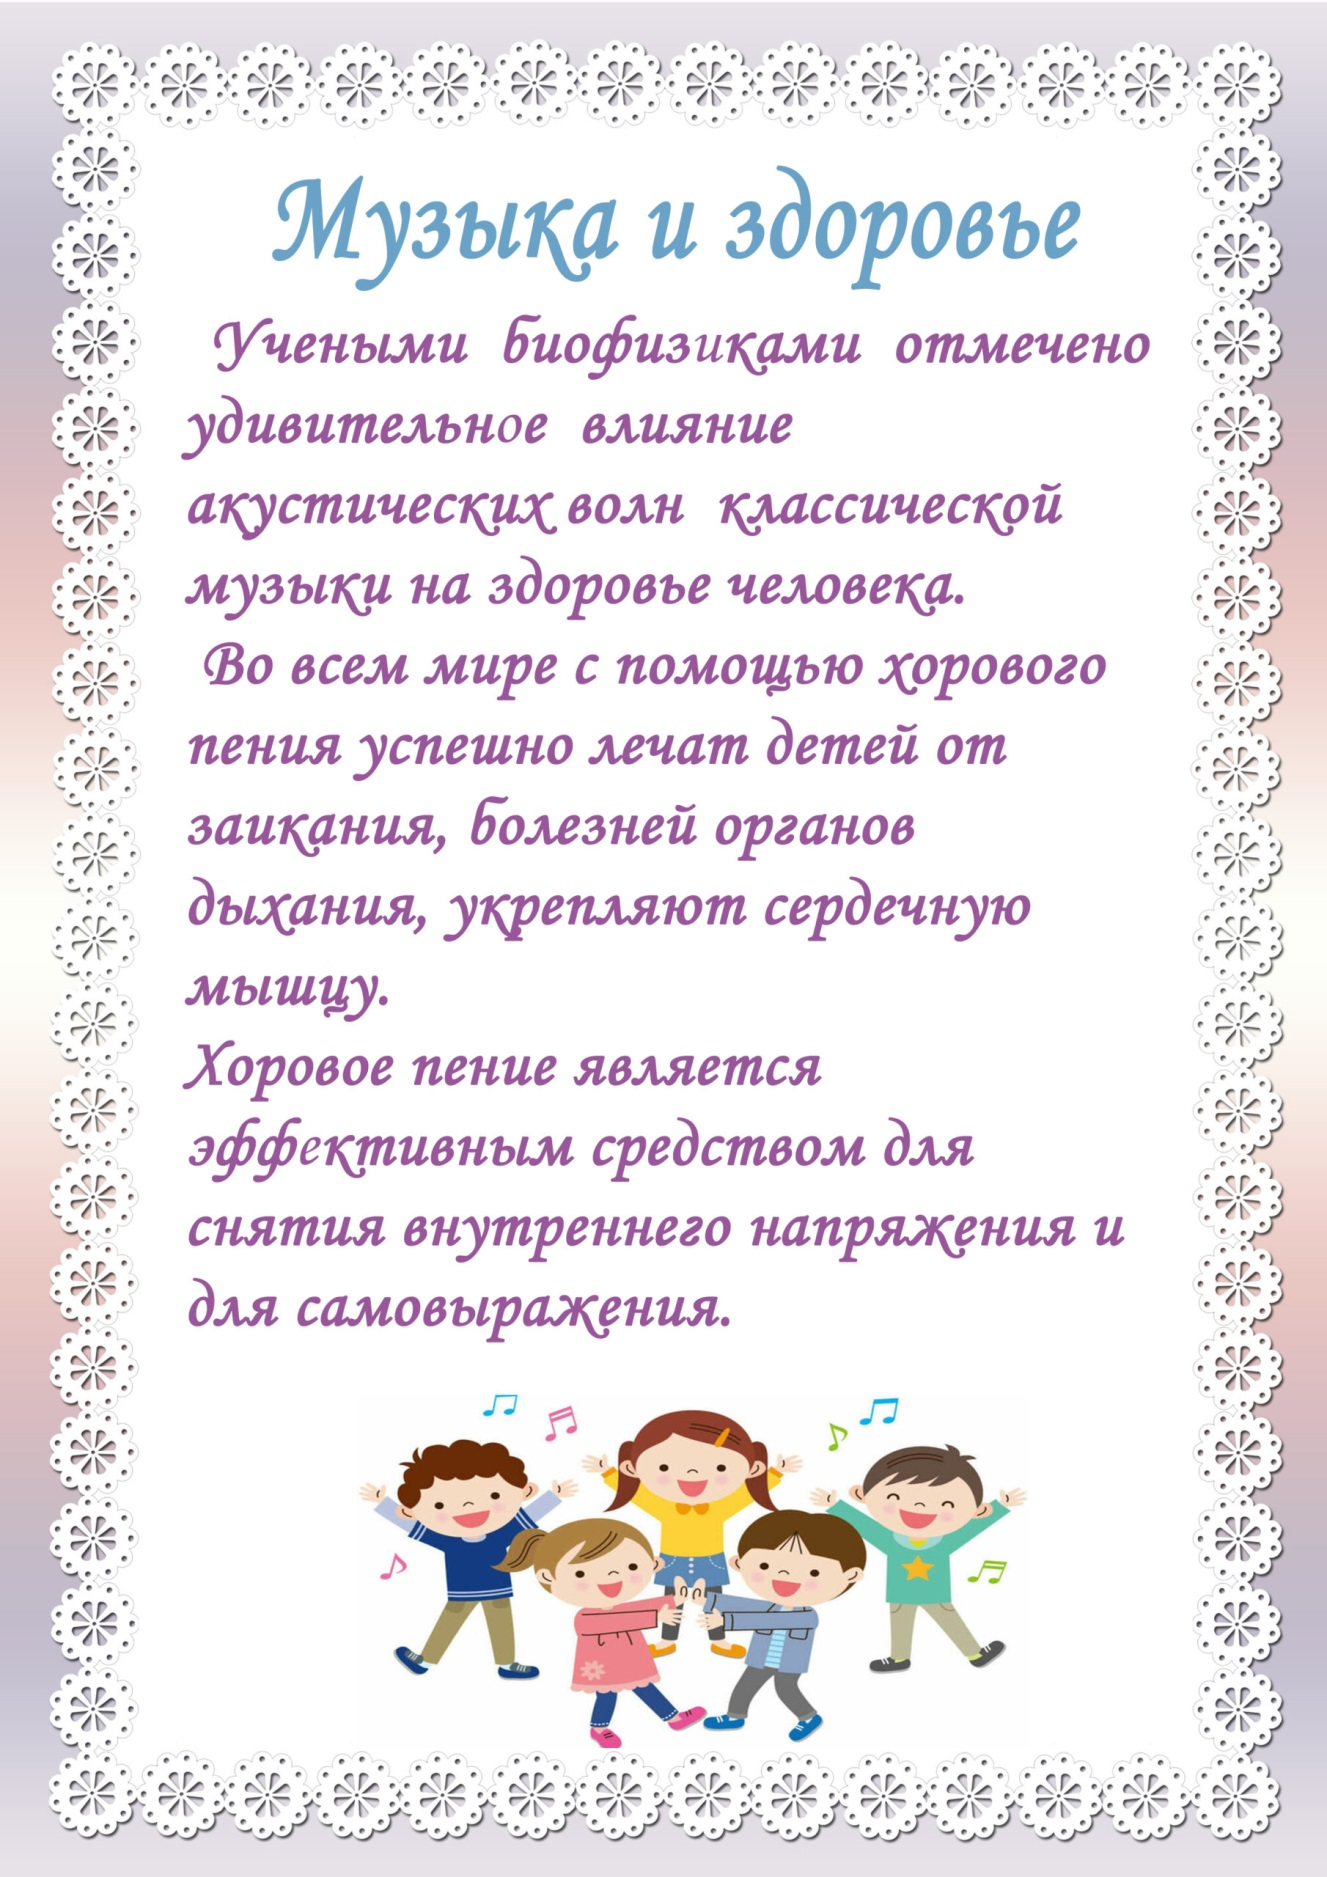 Музыка и здоровье
Учеными биофизиками отмечено
удивительное влияние
акустических волн классической
музыки на здоровье человека.
Во всем мире с помощью хорового
пения успешно лечат детей от
заикания, болезней органов
дыхания, укрепляют сердечную
мышцу.
Хоровое пение является
эффективным средством для
снятия внутреннего напряжения и
для самовыражения.